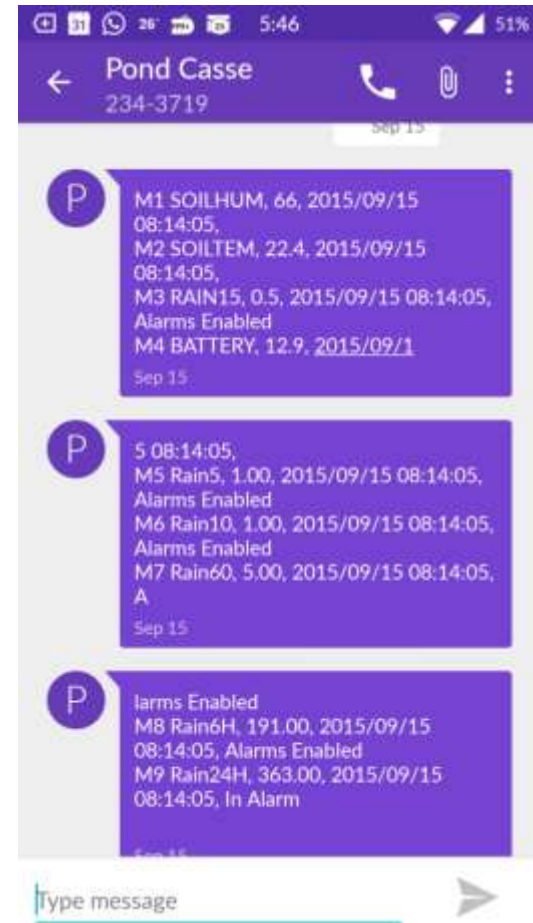 31 26° 5:46 51%
Pond Casse
234-3719
Sep 15
P
M1 SOILHUM, 66, 2015/09/15
08:14:05,
M2 SOILTEM, 22.4, 2015/09/15
08:14:05,
M3 RAIN15, 0.5, 2015/09/15 08:14:05,
Alarms Enabled
M4 BATTERY, 12.9, 2015/09/1
Sep 15
P
5 08:14:05,
M5 Rain5, 1.00, 2015/09/15 08:14:05,
Alarms Enabled
M6 Rain10, 1.00, 2015/09/15 08:14:05,
Alarms Enabled
M7 Rain60, 5.00, 2015/09/15 08:14:05,
A
Sep 15
P
larms Enabled
M8 Rain6H, 191.00, 2015/09/15
08:14:05, Alarms Enabled
M9 Rain24H, 363.00, 2015/09/15
08:14:05, In Alarm
Sep 15
Type message